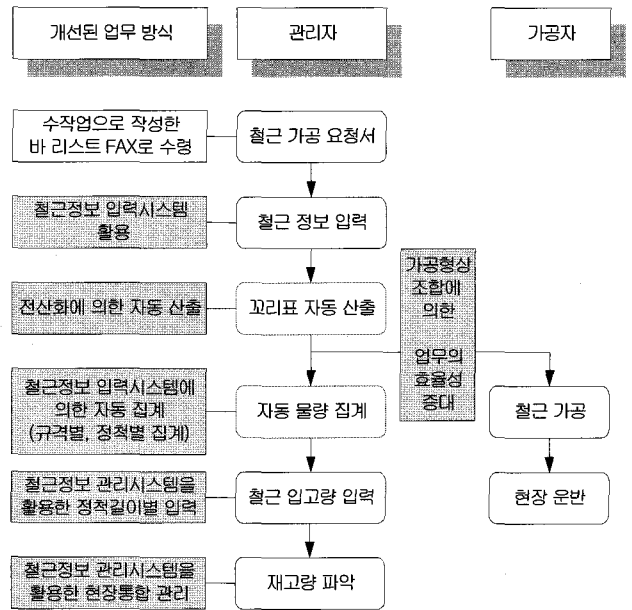 개선된 업무 방식
관리자
가공자
수작업으로 작성한
바 리스트 FAX로 수령
철근 가공 요청서
철근정보 입력시스템
활용
철근 정보 입력
가공형상
조합에
의한
업무의
효율성
증대
전산화에 의한 자동 산출
꼬리표 자동 산출
철근정보 입력시스템에
의한 자동 집계
(규격별, 정척별 집계)
자동 물량 집계
철근 가공
철근정보 관리시스템을
활용한 정척길이별 입력
철근 입고량 입력
현장 운반
철근정보 관리시스템을
활용한 현장통합 관리
재고량 파악